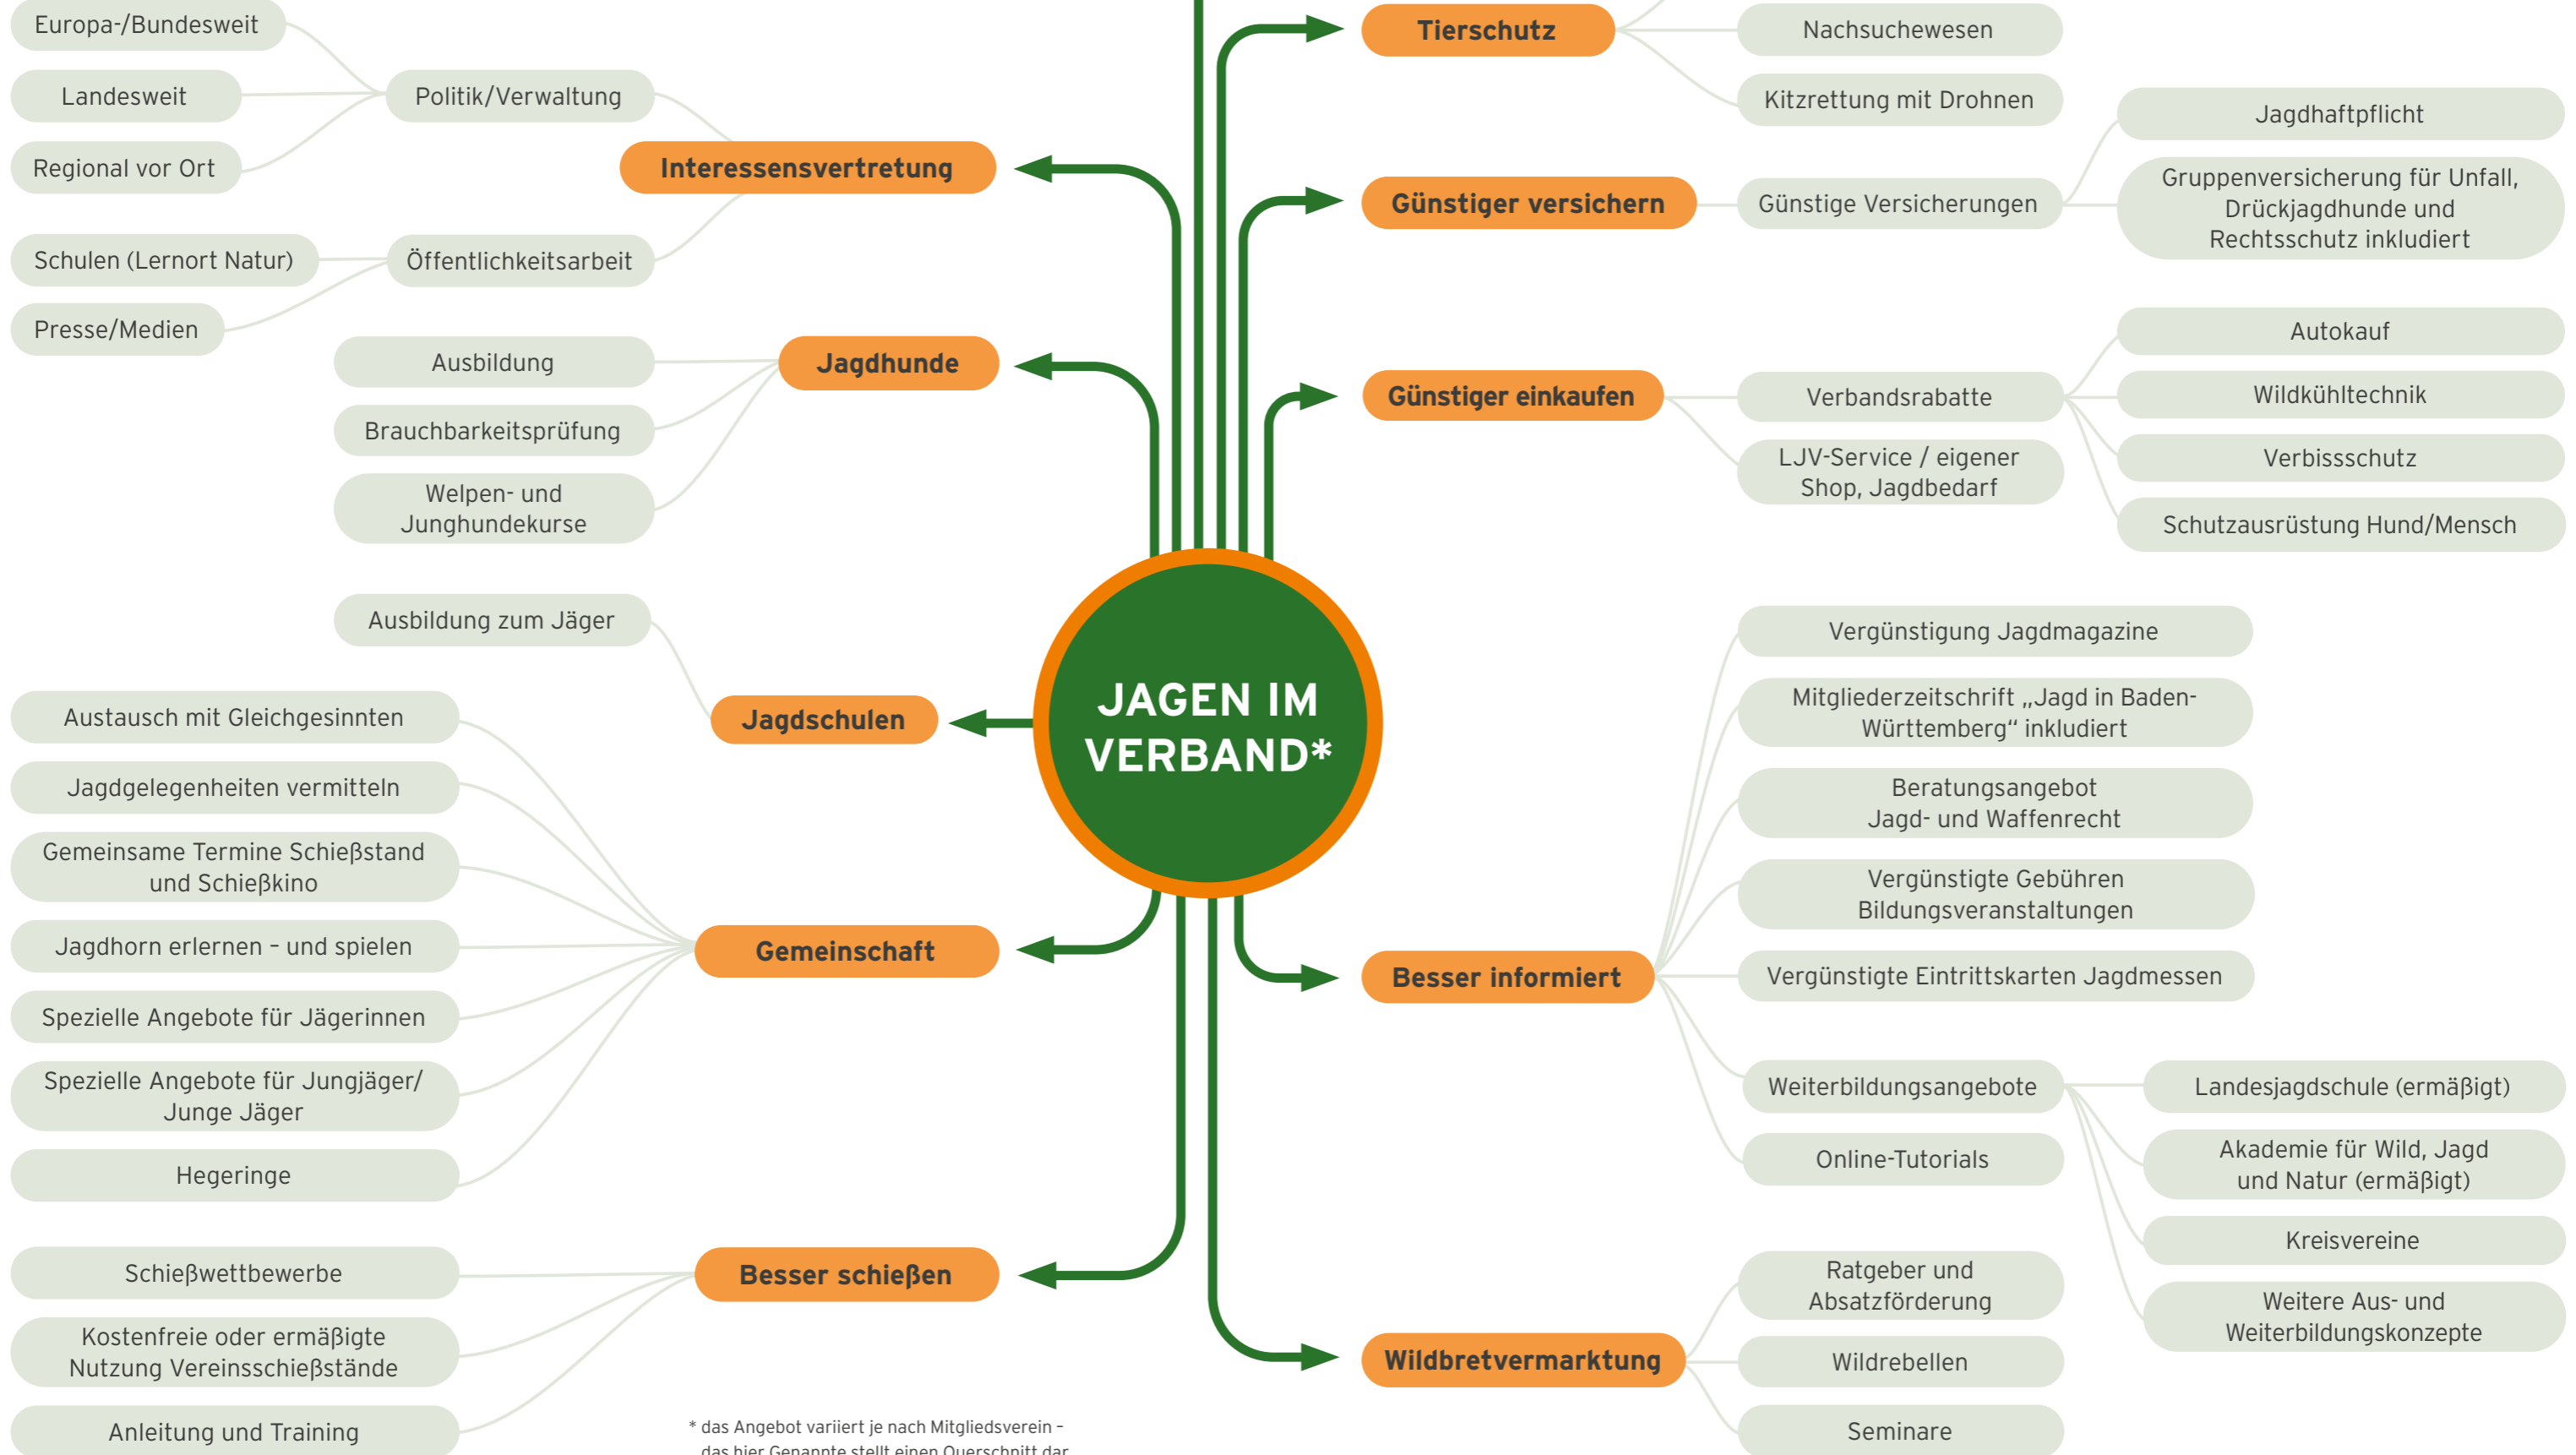 Europa-/Bundesweit
Landesweit
Regional vor Ort
Politik/Verwaltung
Interessensvertretung
Schulen (Lernort Natur)
Presse/Medien
Öffentlichkeitsarbeit
Ausbildung
Brauchbarkeitsprüfung
Welpen- und
Junghundekurse
Jagdhunde
Ausbildung zum Jäger
Jagdschulen
Austausch mit Gleichgesinnten
Jagdgelegenheiten vermitteln
Gemeinsame Termine Schießstand
und Schießkino
Jagdhorn erlernen – und spielen
Spezielle Angebote für Jägerinnen
Spezielle Angebote für Jungjäger/
Junge Jäger
Hegeringe
Gemeinschaft
Schießwettbewerbe
Kostenfreie oder ermäßigte
Nutzung Vereinsschießstände
Anleitung und Training
Besser schießen
JAGEN IM
VERBAND*
Tierschutz
Nachsuchewesen
Kitzrettung mit Drohnen
Günstiger versichern
Günstige Versicherungen
Jagdhaftpflicht
Gruppenversicherung für Unfall,
Drückjagdhunde und
Rechtsschutz inkludiert
Günstiger einkaufen
Verbandsrabatte
LJV-Service / eigener
Shop, Jagdbedarf
Autokauf
Wildkühltechnik
Verbissschutz
Schutzausrüstung Hund/Mensch
Besser informiert
Vergünstigung Jagdmagazine
Mitgliederzeitschrift „Jagd in Baden-
Württemberg“ inkludiert
Beratungsangebot
Jagd- und Waffenrecht
Vergünstigte Gebühren
Bildungsveranstaltungen
Vergünstigte Eintrittskarten Jagdmessen
Weiterbildungsangebote
Online-Tutorials
Landesjagdschule (ermäßigt)
Akademie für Wild, Jagd
und Natur (ermäßigt)
Kreisvereine
Weitere Aus- und
Weiterbildungskonzepte
Wildbretvermarktung
Ratgeber und
Absatzförderung
Wildrebellen
Seminare
* das Angebot variiert je nach Mitgliedsverein –
das hier Genannte stellt einen Querschnitt dar